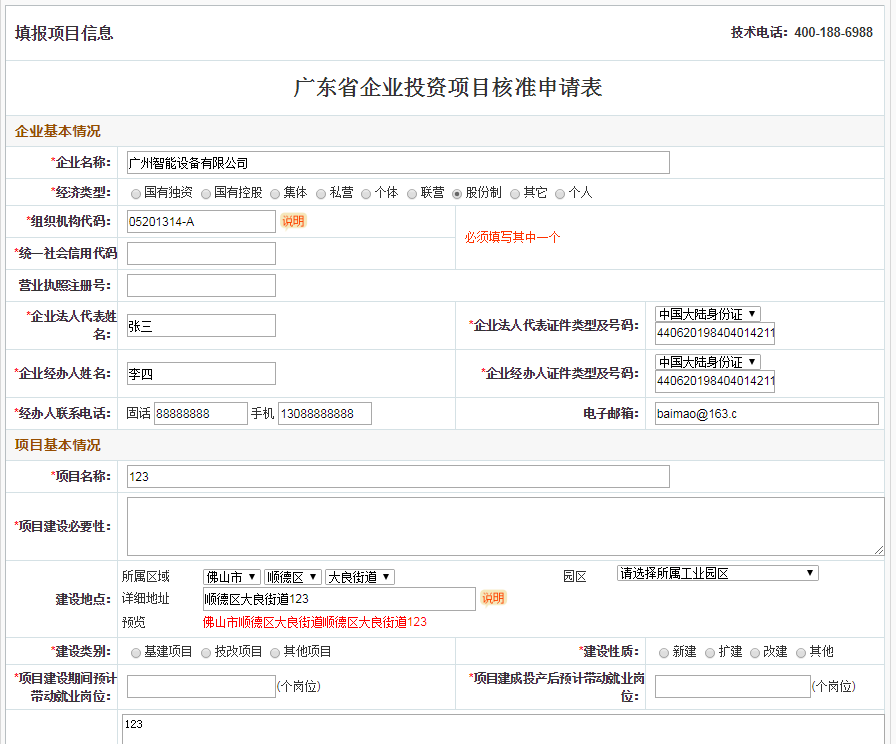 填报项目信息 技术电话：400-188-6988
广东省企业投资项目核准申请表
企业基本情况
*企业名称： 广州智能设备有限公司
*经济类型： 国有独资 国有控股 集体 私营 个体 联营 股份制 其它 个人
*组织机构代码： 05201314-A 说明
必须填写其中一个
*统一社会信用代码
营业执照注册号：
*企业法人代表姓名： 张三 *企业法人代表证件类型及号码： 中国大陆身份证
440620198404014211
*企业经办人姓名： 李四 *企业经办人证件类型及号码： 中国大陆身份证
440620198404014211
*经办人联系电话： 固话 88888888 手机 13088888888 电子邮箱： baimao@163.c
项目基本情况
*项目名称： 123
*项目建设必要性：
建设地点： 所属区域 佛山市 顺德区 大良街道 园区 请选择所属工业园区
详细地址 顺德区大良街道123 说明
预览 佛山市顺德区大良街道顺德区大良街道123
*建设类别： 基建项目 技改项目 其他项目 *建设性质： 新建 扩建 改建 其他
*项目建设期间预计带动就业岗位： (个岗位) *项目建成投产后预计带动就业岗位： (个岗位)
123